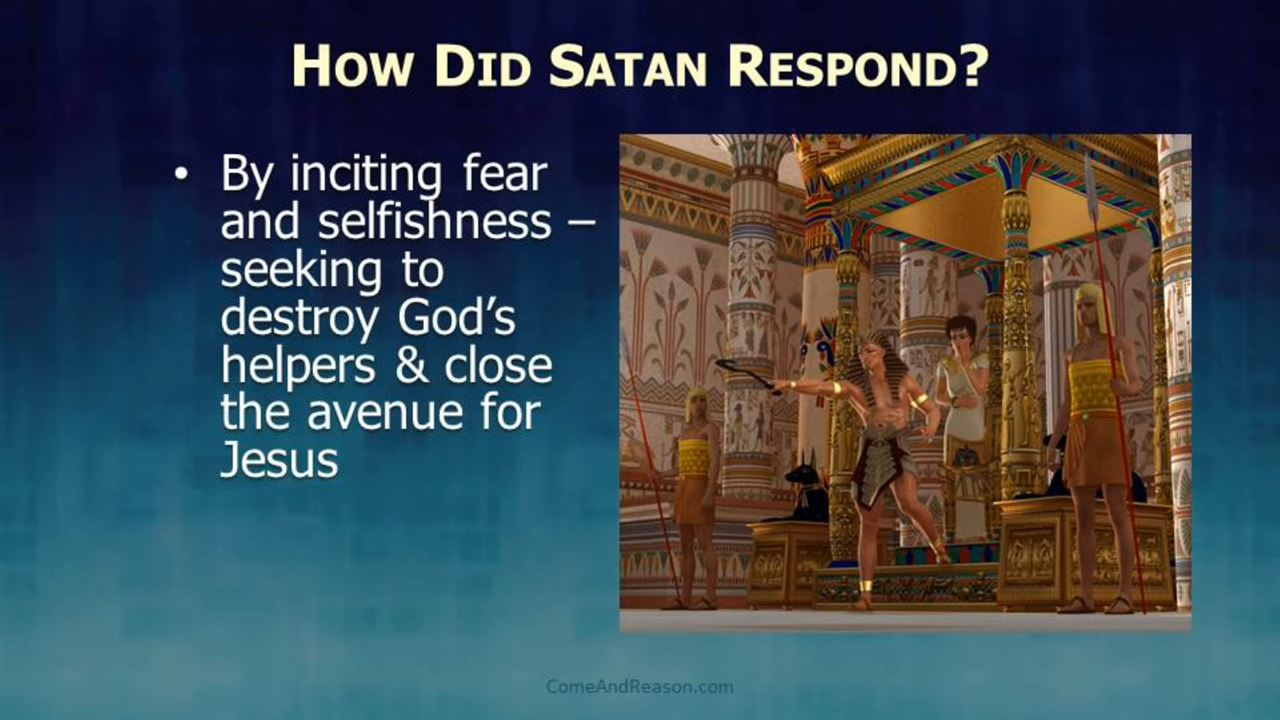 HOW DID SATAN RESPOND?
• By inciting fear
and selfishness –
seeking to
destroy God’s
helpers & close
the avenue for
Jesus
ComeAndReason.com